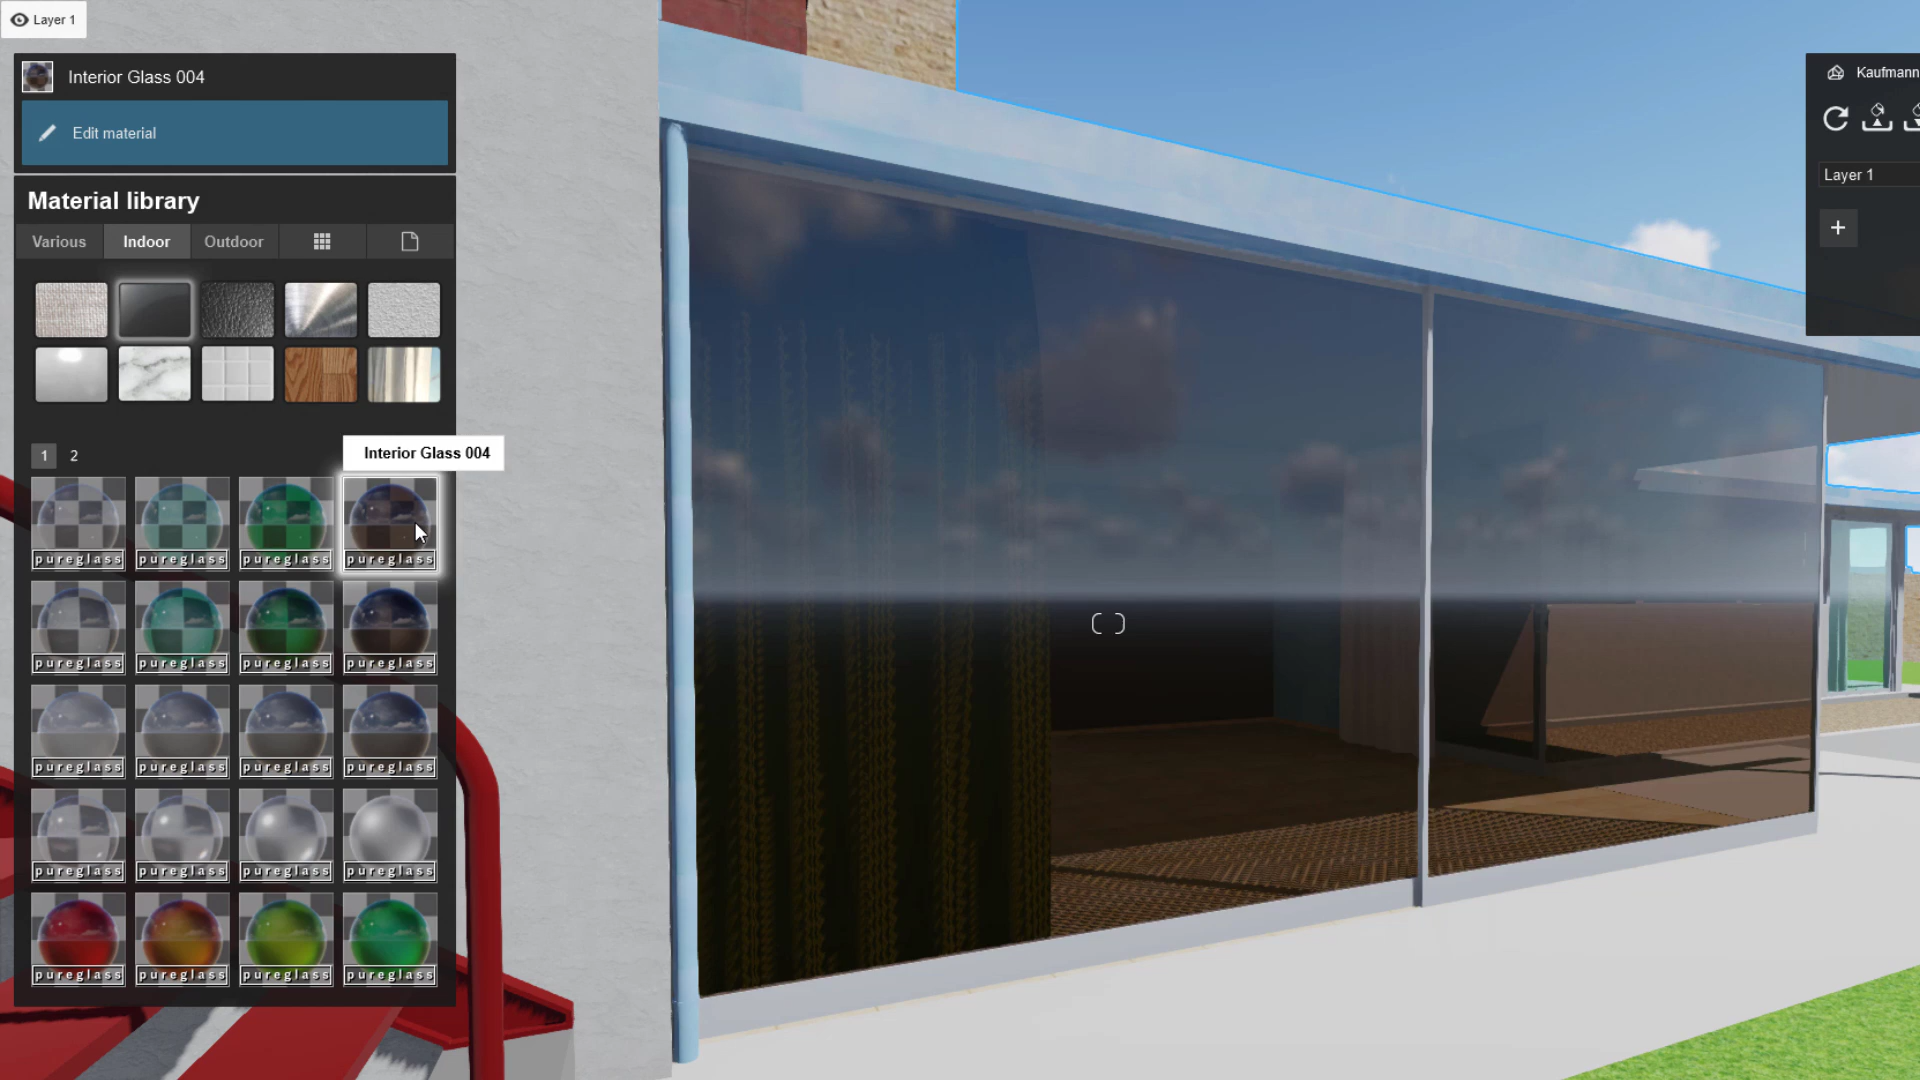 Layer 1
Interior Glass 004
Edit material
Material library
Various Indoor Outdoor
1 2
Interior Glass 004
pureglass pureglass pureglass pureglass
pureglass pureglass pureglass pureglass
pureglass pureglass pureglass pureglass
pureglass pureglass pureglass pureglass
pureglass pureglass pureglass pureglass
Kaufmann
Layer 1
+